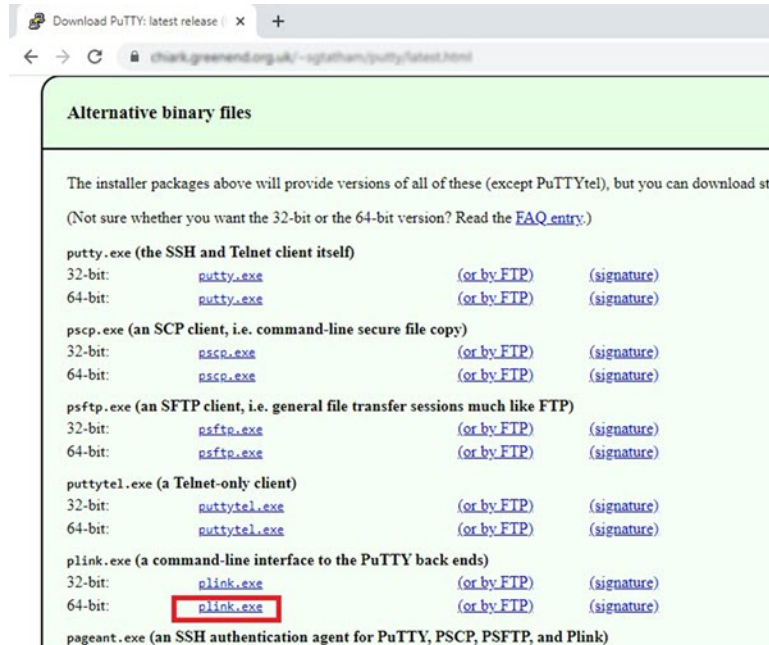 Download PuTTY: latest release (
chiark.greenend.org.uk/~sgtatham/putty/latest.html
Alternative binary files
The installer packages above will provide versions of all of these (except PuTTYtel), but you can download st
(Not sure whether you want the 32-bit or the 64-bit version? Read the FAQ entry.)
putty.exe (the SSH and Telnet client itself)
32-bit: putty.exe (or by FTP) (signature)
64-bit: putty.exe (or by FTP) (signature)
pscp.exe (an SCP client, i.e. command-line secure file copy)
32-bit: pscp.exe (or by FTP) (signature)
64-bit: pscp.exe (or by FTP) (signature)
psftp.exe (an SFTP client, i.e. general file transfer sessions much like FTP)
32-bit: psftp.exe (or by FTP) (signature)
64-bit: psftp.exe (or by FTP) (signature)
puttytel.exe (a Telnet-only client)
32-bit: puttytel.exe (or by FTP) (signature)
64-bit: puttytel.exe (or by FTP) (signature)
plink.exe (a command-line interface to the PuTTY back ends)
32-bit: plink.exe (or by FTP) (signature)
64-bit: plink.exe (or by FTP) (signature)
pageant.exe (an SSH authentication agent for PuTTY, PSCP, PSFTP, and Plink)